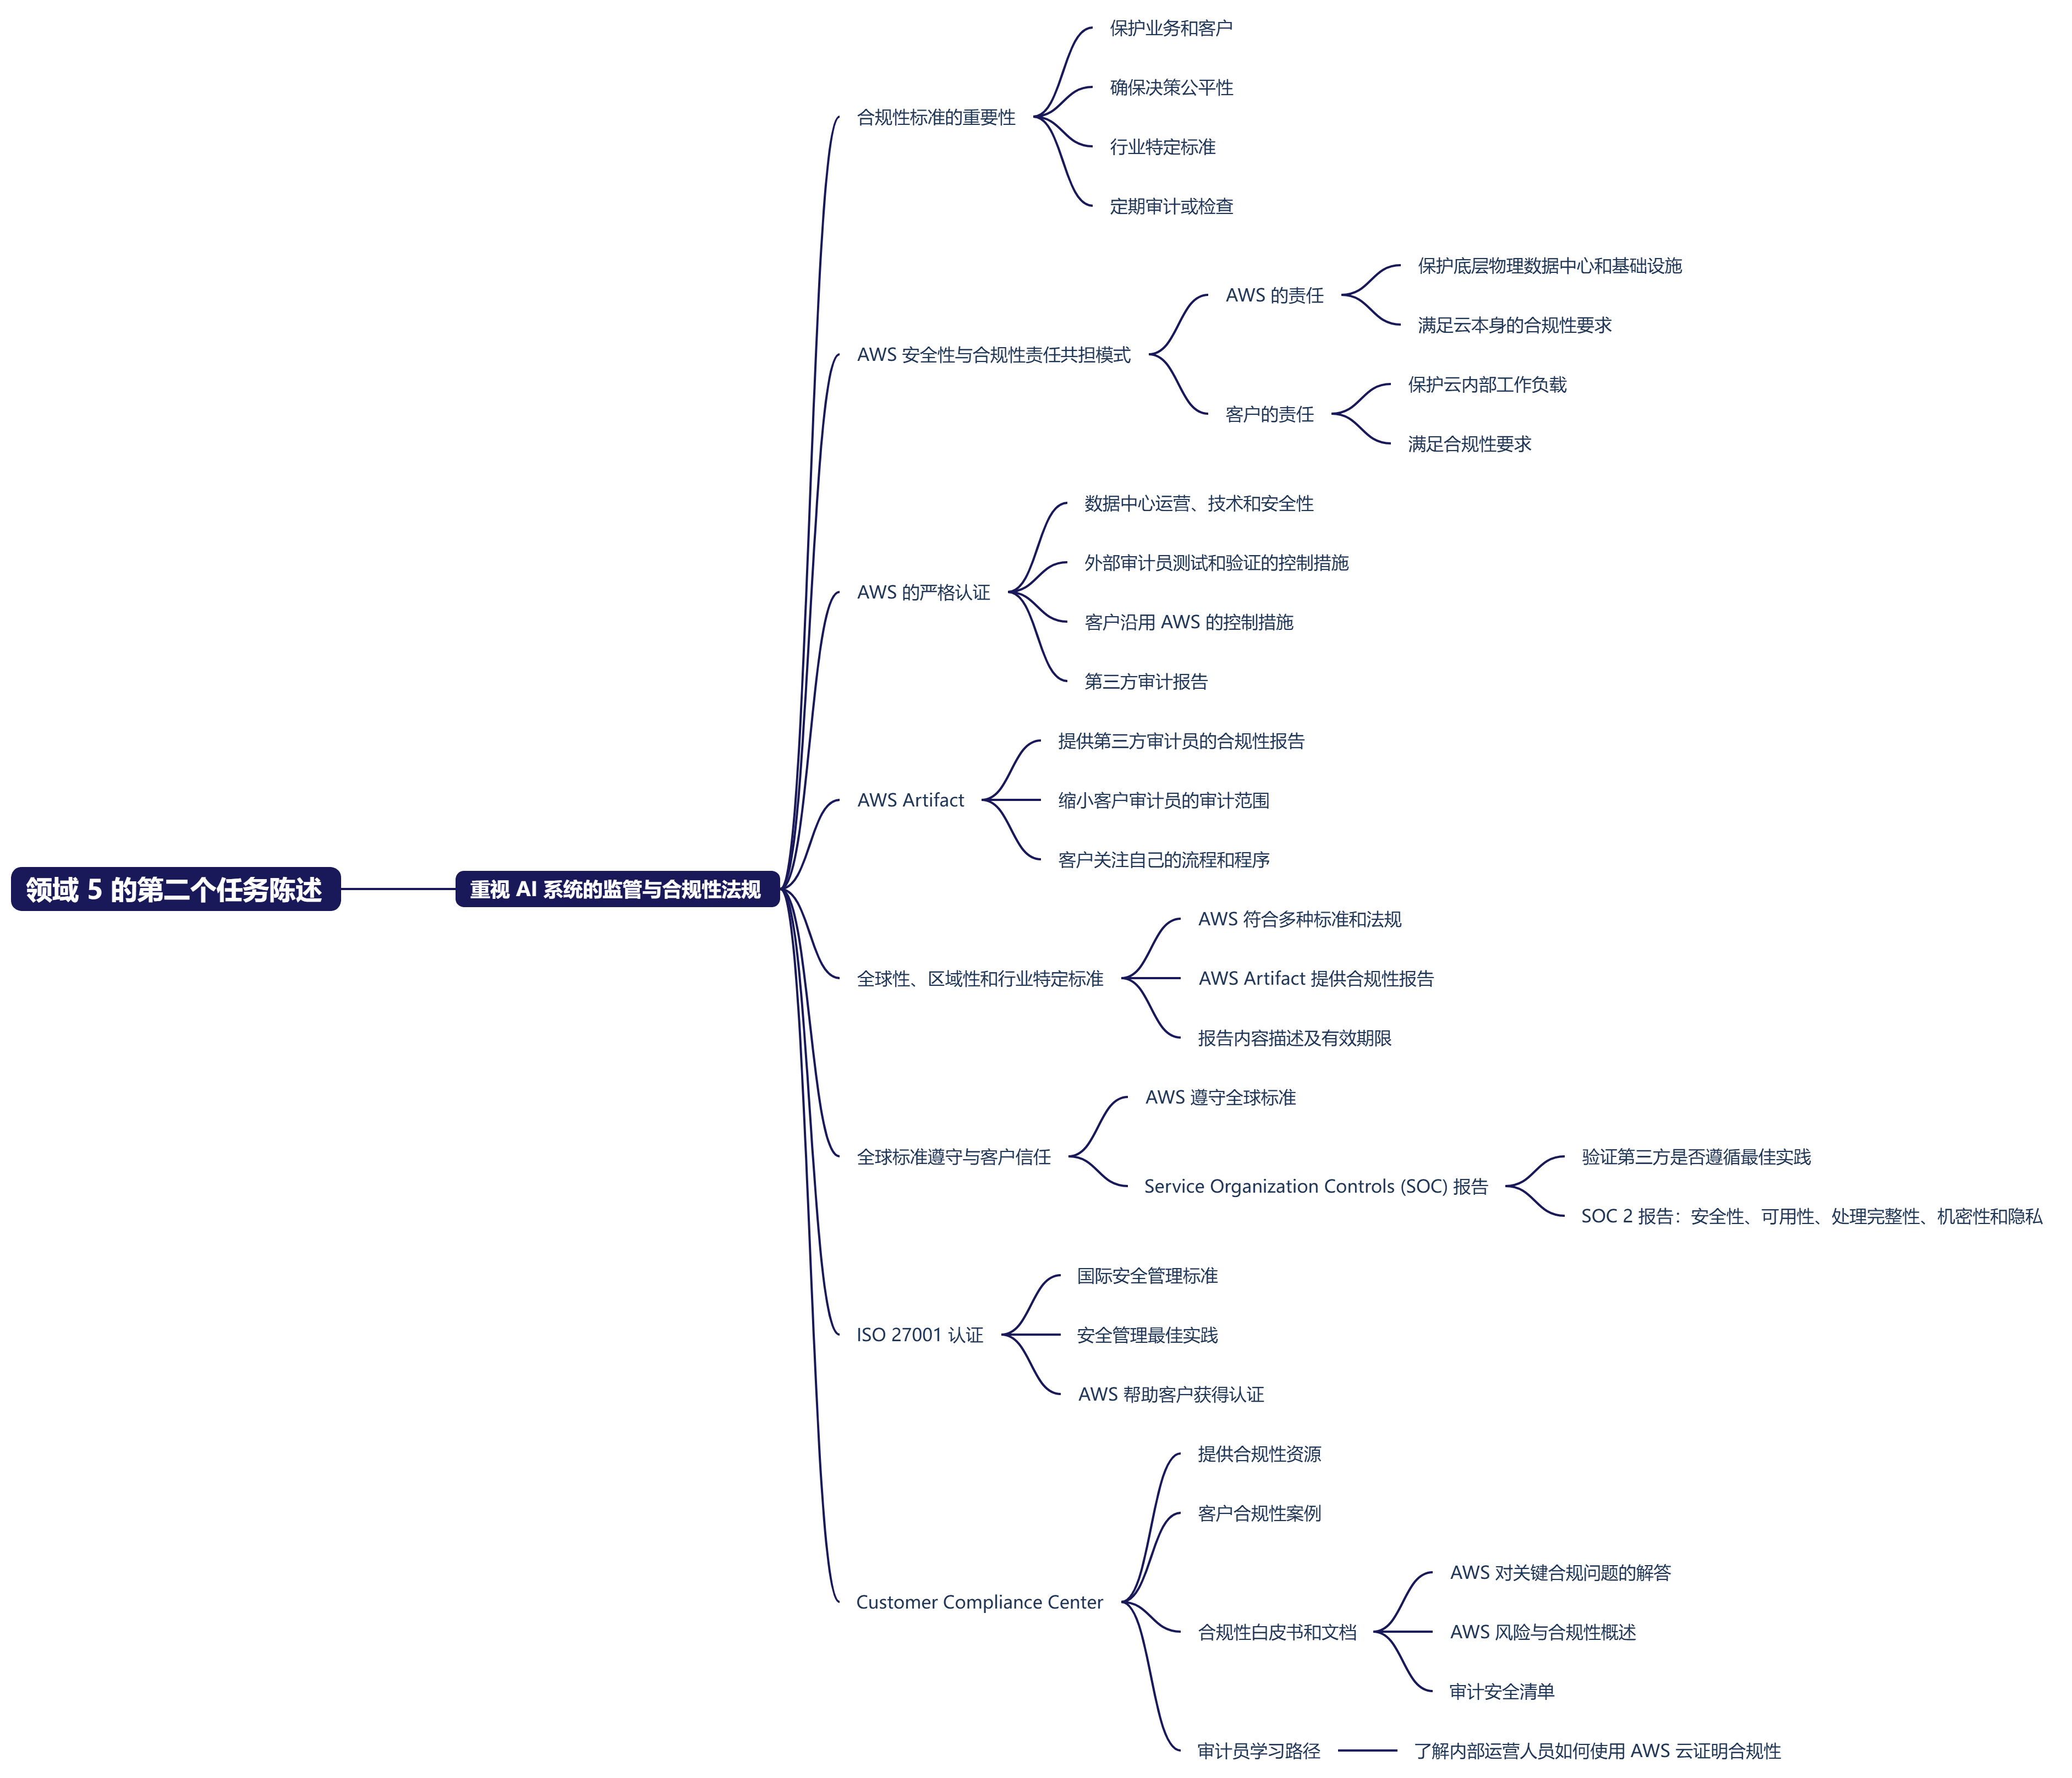 领域 5 的第二个任务陈述
重视 AI 系统的监管与合规性法规
合规性标准的重要性
保护业务和客户
确保决策公平性
行业特定标准
定期审计或检查
AWS 安全性与合规性责任共担模式
AWS 的责任
保护底层物理数据中心和基础设施
满足云本身的合规性要求
客户的责任
保护云内部工作负载
满足合规性要求
AWS 的严格认证
数据中心运营、技术和安全性
外部审计员测试和验证的控制措施
客户沿用 AWS 的控制措施
第三方审计报告
AWS Artifact
提供第三方审计员的合规性报告
缩小客户审计员的审计范围
客户关注自己的流程和程序
全球性、区域性和行业特定标准
AWS 符合多种标准和法规
AWS Artifact 提供合规性报告
报告内容描述及有效期限
全球标准遵守与客户信任
AWS 遵守全球标准
Service Organization Controls (SOC) 报告
验证第三方是否遵循最佳实践
SOC 2 报告：安全性、可用性、处理完整性、机密性和隐私
ISO 27001 认证
国际安全管理标准
安全管理最佳实践
AWS 帮助客户获得认证
Customer Compliance Center
提供合规性资源
客户合规性案例
合规性白皮书和文档
AWS 对关键合规问题的解答
AWS 风险与合规性概述
审计安全清单
审计员学习路径
了解内部运营人员如何使用 AWS 云证明合规性